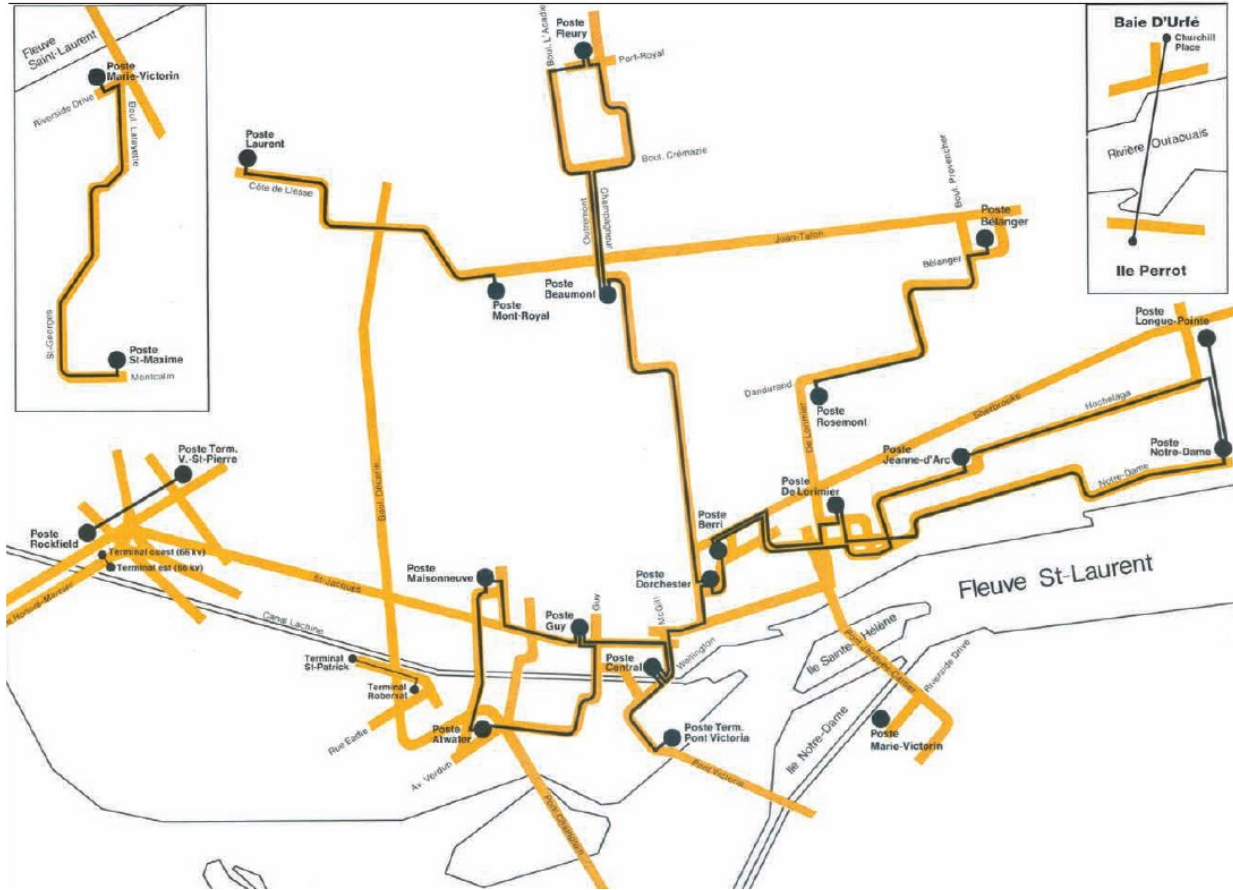 Fleuve
Saint-Laurent
Poste
Marie-Victorin
Riverside Drive
Boul. Lafayette
St-Georges
Poste
St-Maxime
Montcalm
Poste
Laurent
Côte de Liesse
Boul. L'Acadie
Poste
Fleury
Port-Royal
Boul. Crémazie
Outremont
Champagneur
Jean-Talon
Boul. Provencher
Poste
Bélanger
Bélanger
Poste
Mont-Royal
Poste
Beaumont
Baie D'Urfé
Churchill
Place
Rivière Outaouais
Ile Perrot
Poste
Longue-Pointe
Dandurand
Poste
Rosemont
De Lorimier
Sherbrooke
Hochelaga
Poste
Jeanne-d'Arc
Poste
Notre-Dame
Notre-Dame
Poste
De Lorimier
Poste
Berri
Poste
Dorchester
Poste Term.
V.-St-Pierre
Poste
Rockfield
Terminal ouest (66 kv)
Terminal est (66 kv)
Honoré-Mercier
Boul. Décarie
St-Jacques
Canal Lachine
Poste
Maisonneuve
Poste
Guy
Guy
McGill
Wellington
Poste
Central
Terminal
St-Patrick
Terminal
Roberval
Rue Eadie
Av. Verdun
Poste
Atwater
Pont Champlain
Poste Term.
Pont Victoria
Pont Victoria
Fleuve St-Laurent
Ile Sainte-Hélène
Pont Jacques-Cartier
Riverside Drive
Ile Notre-Dame
Poste
Marie-Victorin